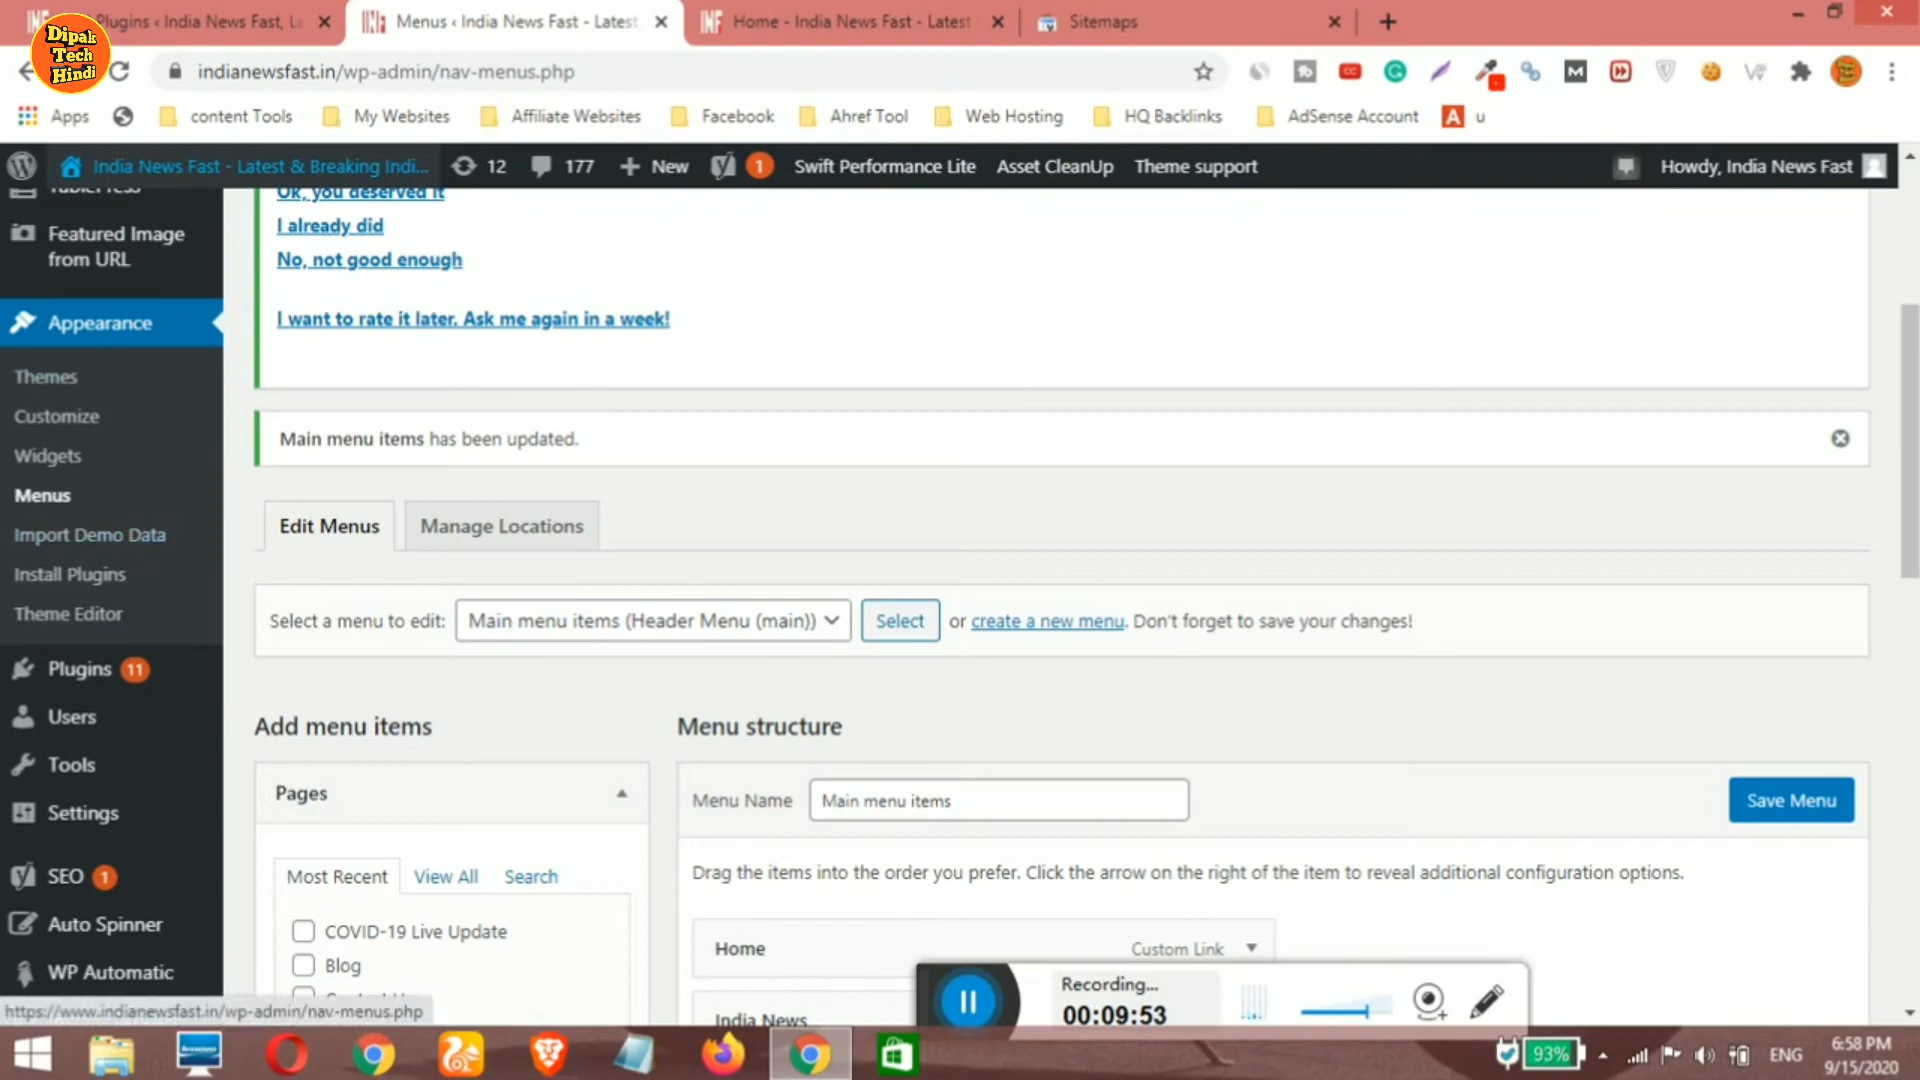 Plugins ‹ India News Fast, La
Menus ‹ India News Fast - Latest
Home - India News Fast - Latest
Sitemaps
Dipak
Tech
Hindi
indianewsfast.in/wp-admin/nav-menus.php
Apps
content Tools
My Websites
Affiliate Websites
Facebook
Ahref Tool
Web Hosting
HQ Backlinks
AdSense Account
u
India News Fast - Latest & Breaking Indi...
12
177
New
1
Swift Performance Lite
Asset CleanUp
Theme support
Howdy, India News Fast
TablePress
Featured Image
from URL
Appearance
Themes
Customize
Widgets
Menus
Import Demo Data
Install Plugins
Theme Editor
Plugins 11
Users
Tools
Settings
SEO 1
Auto Spinner
WP Automatic
Ok, you deserved it
I already did
No, not good enough
I want to rate it later. Ask me again in a week!
Main menu items has been updated.
Edit Menus
Manage Locations
Select a menu to edit: Main menu items (Header Menu (main)) Select or create a new menu. Don't forget to save your changes!
Add menu items
Pages
Most Recent View All Search
COVID-19 Live Update
Blog
Menu structure
Menu Name Main menu items Save Menu
Drag the items into the order you prefer. Click the arrow on the right of the item to reveal additional configuration options.
Home Custom Link
India News
Recording...
00:09:53
https://www.indianewsfast.in/wp-admin/nav-menus.php
93%
ENG
6:58 PM
9/15/2020